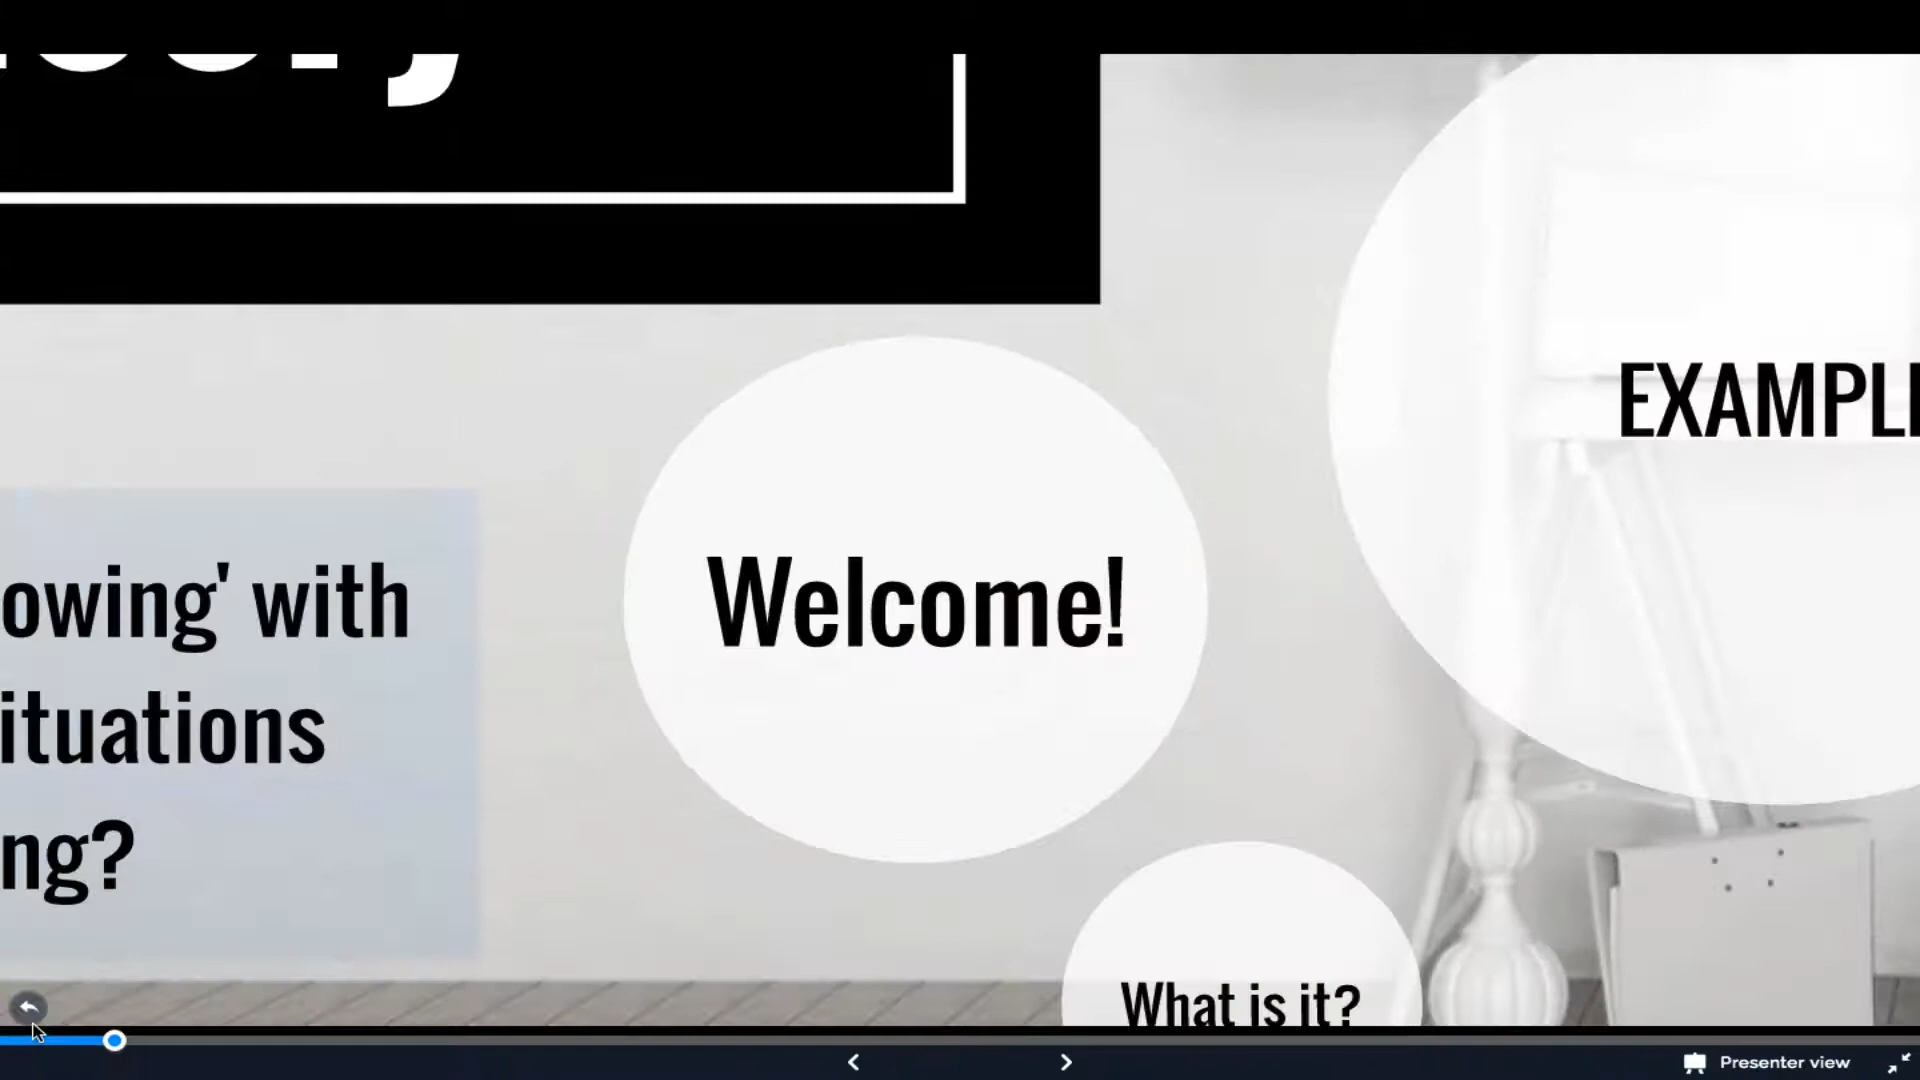 EXAMPL
Welcome!
owing' with
ituations
ng?
What is it?
Presenter view